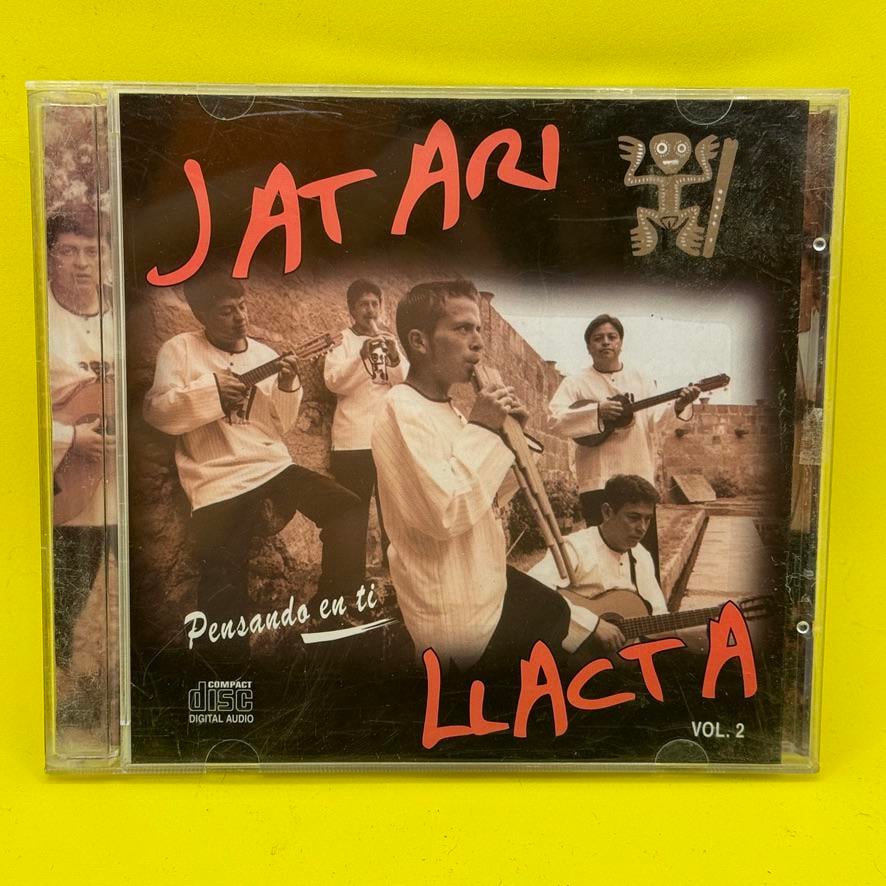 JATARI
Pensando en ti
LLACTA
COMPACT
disc
DIGITAL AUDIO
VOL. 2